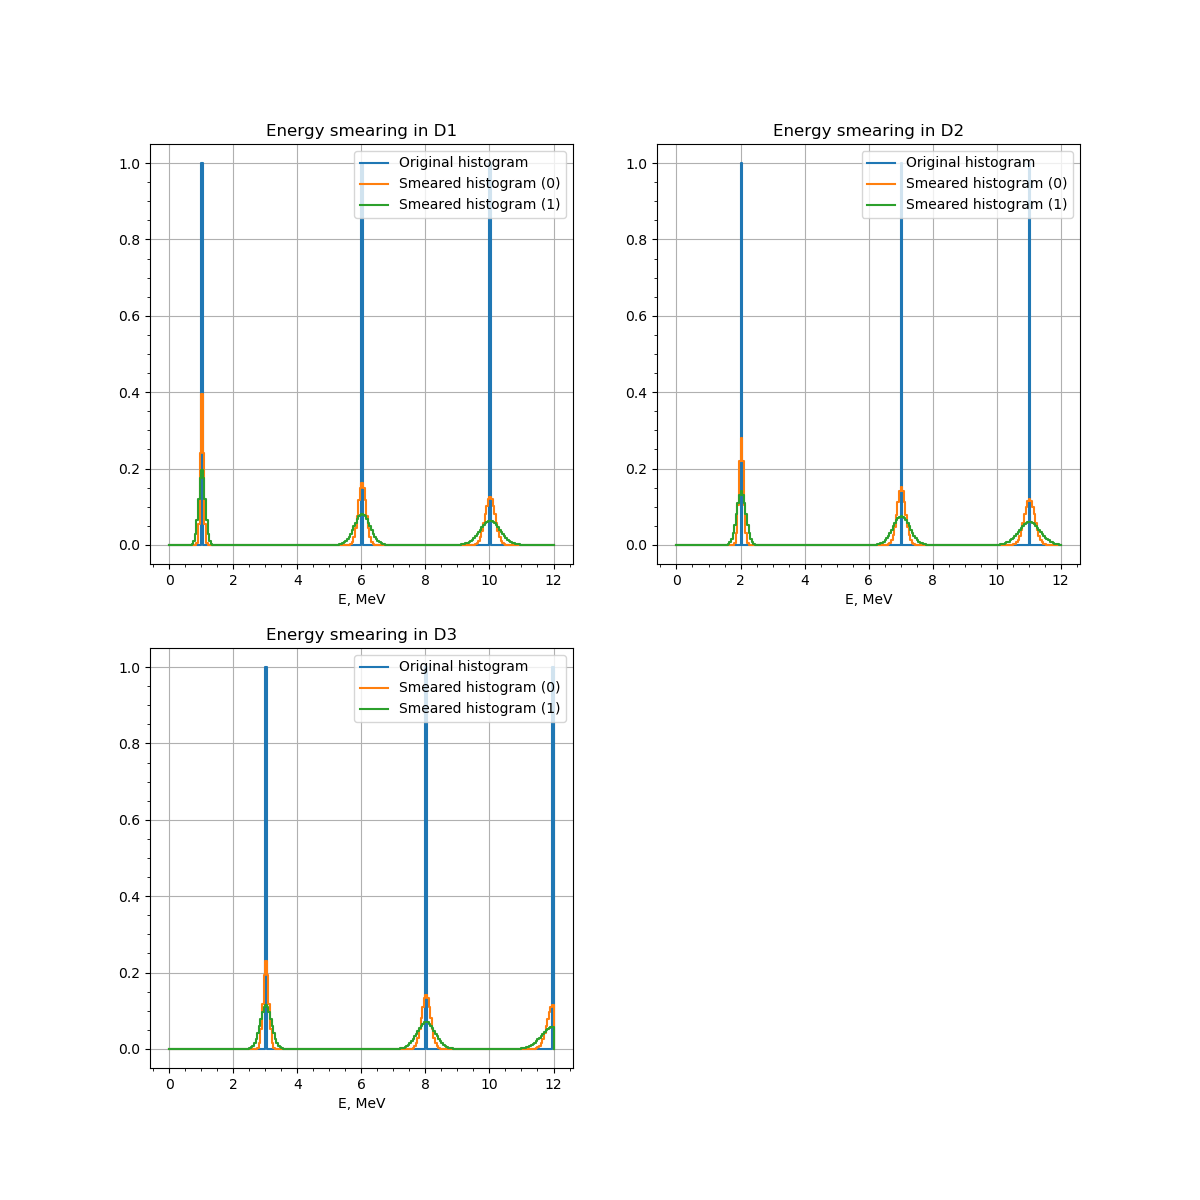 Energy smearing in D1
Original histogram
Smeared histogram (0)
Smeared histogram (1)
1.0
0.8
0.6
0.4
0.2
0.0
0 2 4 6 8 10 12
E, MeV
Energy smearing in D2
Original histogram
Smeared histogram (0)
Smeared histogram (1)
1.0
0.8
0.6
0.4
0.2
0.0
0 2 4 6 8 10 12
E, MeV
Energy smearing in D3
Original histogram
Smeared histogram (0)
Smeared histogram (1)
1.0
0.8
0.6
0.4
0.2
0.0
0 2 4 6 8 10 12
E, MeV